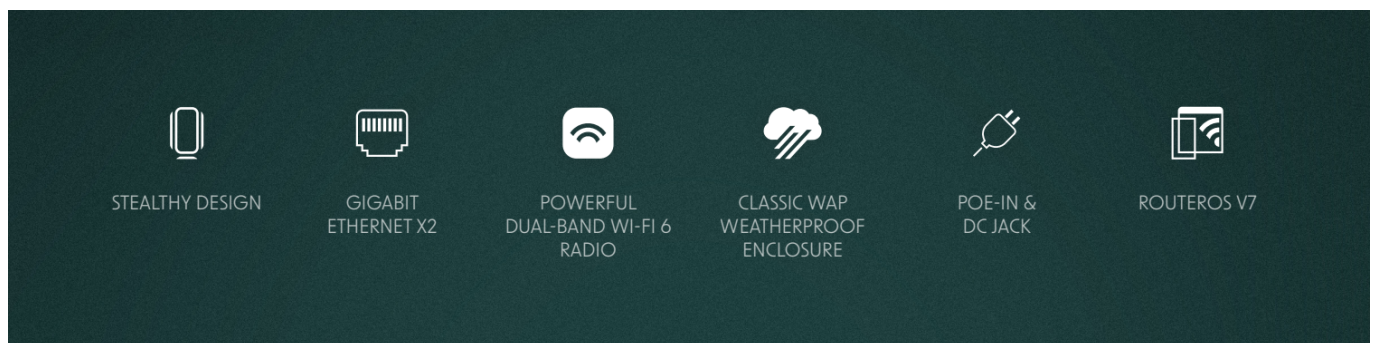 STEALTHY DESIGN
GIGABIT
ETHERNET X2
POWERFUL
DUAL-BAND WI-FI 6
RADIO
CLASSIC WAP
WEATHERPROOF
ENCLOSURE
POE-IN &
DC JACK
ROUTEROS V7